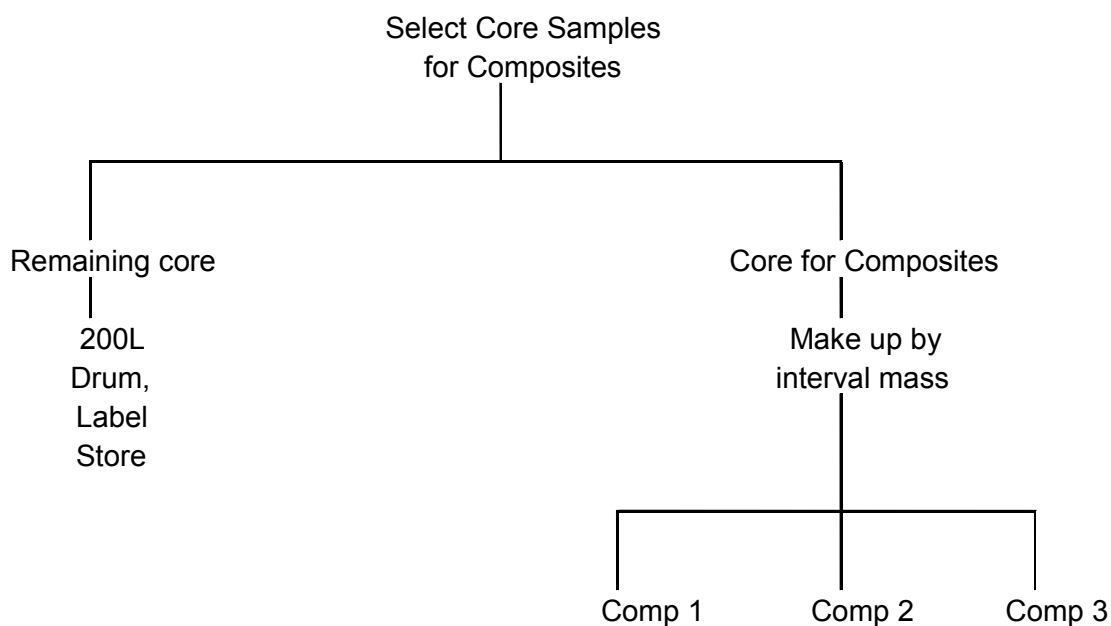 Select Core Samples
for Composites
Remaining core
Core for Composites
200L
Drum,
Label
Store
Make up by
interval mass
Comp 1
Comp 2
Comp 3